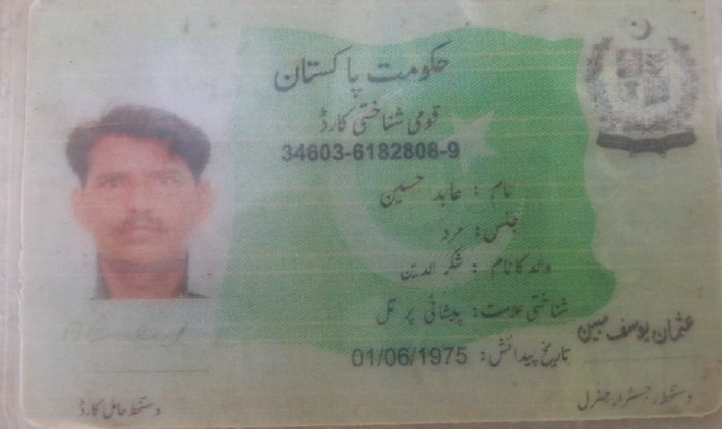 حکومت پاکستان
قومی شناختی کارڈ
34603-6182808-9
نام : عابد حسین
جنس : مرد
والد کا نام : شکر الدین
شناختی علامت : پیشانی پر تل
تاریخ پیدائش : 01/06/1975
عثمان یوسف مبین
دستخط حامل کارڈ
دستخط رجسٹرار جنرل